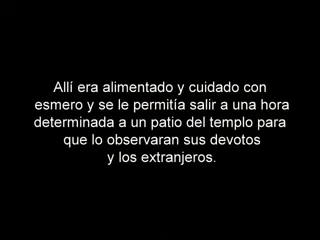 Allí era alimentado y cuidado con
esmero y se le permitía salir a una hora
determinada a un patio del templo para
que lo observaran sus devotos
y los extranjeros.